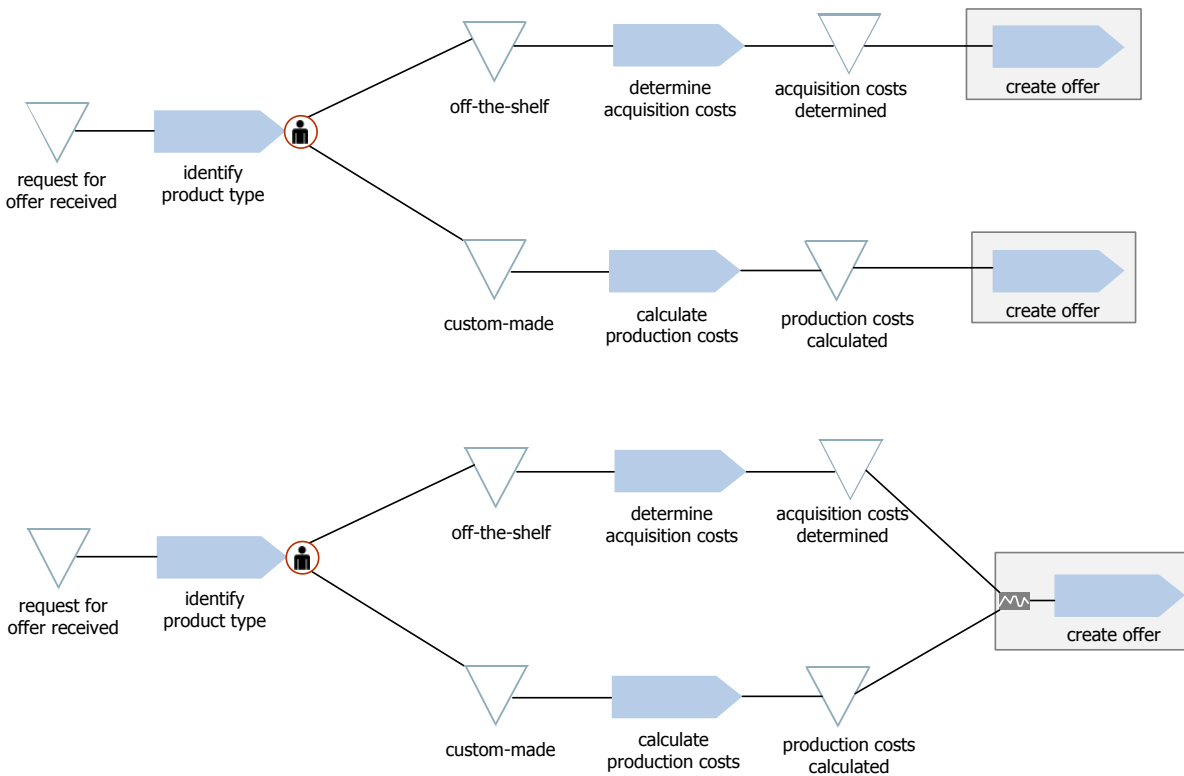 off-the-shelf
determine
acquisition costs
acquisition costs
determined
create offer
request for
offer received
identify
product type
custom-made
calculate
production costs
production costs
calculated
create offer
off-the-shelf
determine
acquisition costs
acquisition costs
determined
request for
offer received
identify
product type
create offer
custom-made
calculate
production costs
production costs
calculated